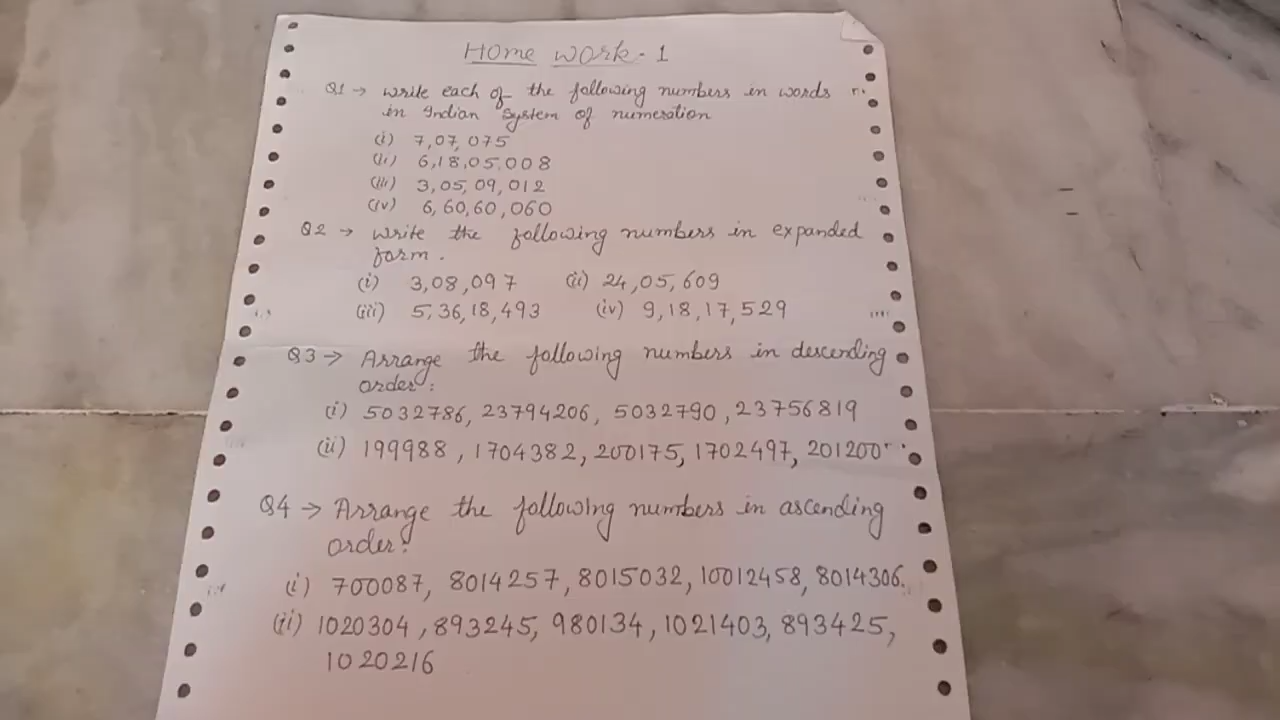 Home Work - 1
Q1 → Write each of the following numbers in words
in Indian System of numeration
(i) 7,07,075
(ii) 6,18,05,008
(iii) 3,05,09,012
(iv) 6,60,60,060
Q2 → Write the following numbers in expanded
form.
(i) 3,08,097 (ii) 24,05,609
(iii) 5,36,18,493 (iv) 9,18,17,529
Q3 → Arrange the following numbers in descending
order:
(i) 5032786, 23794206, 5032790, 23756819
(ii) 199988, 1704382, 200175, 1702497, 201200
Q4 → Arrange the following numbers in ascending
order:
(i) 700087, 8014257, 8015032, 10012458, 8014306.
(ii) 1020304, 893245, 980134, 1021403, 893425,
1020216